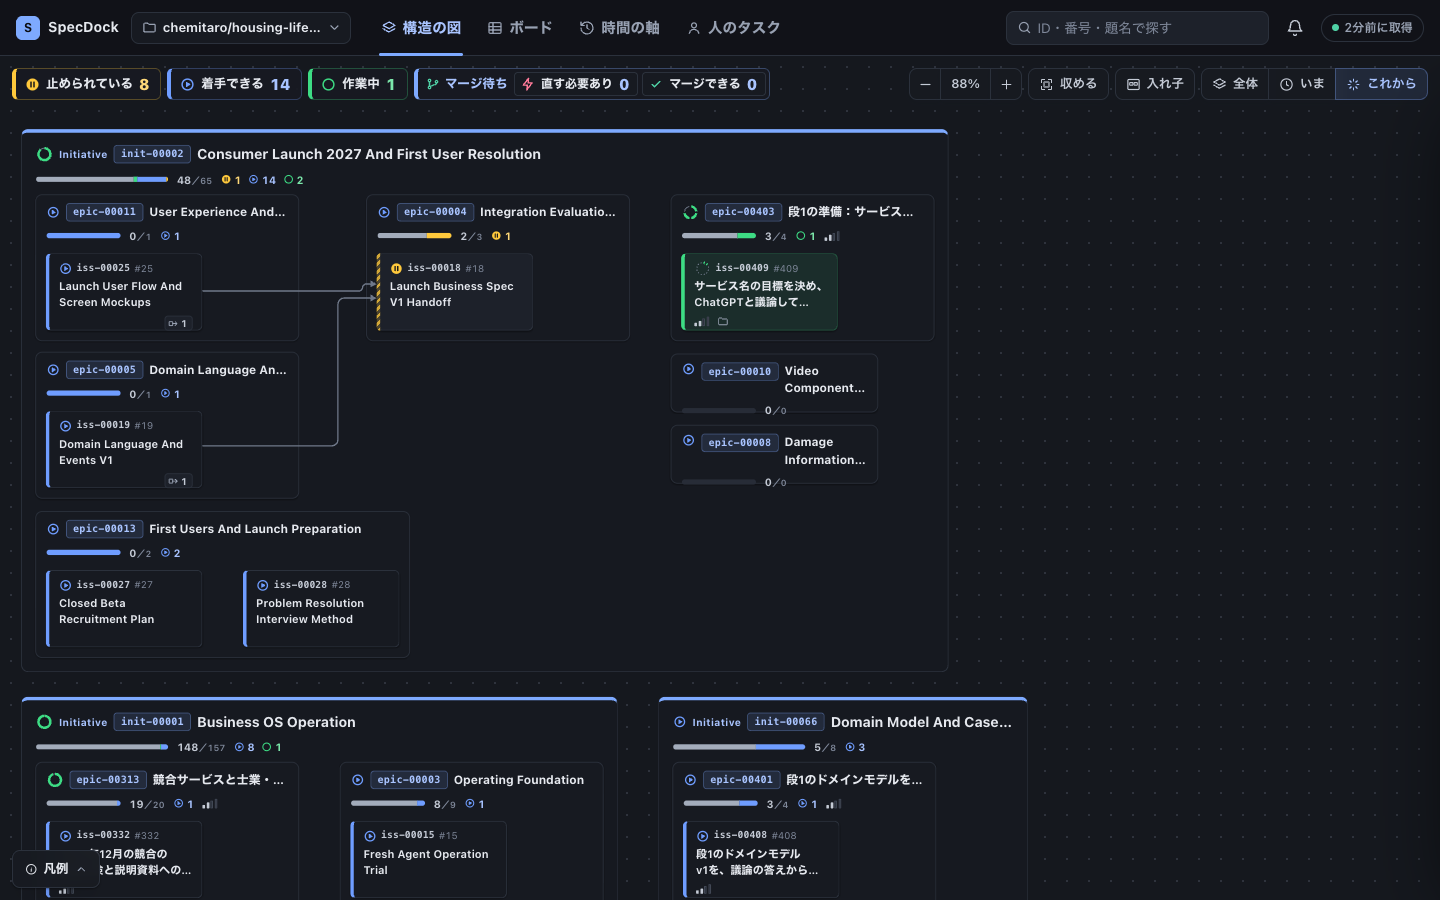 S SpecDock chemitaro/housing-life... 構造の図 ボード 時間の軸 人のタスク ID・番号・題名で探す 2分前に取得
止められている 8 着手できる 14 作業中 1 マージ待ち 直す必要あり 0 マージできる 0 − 88% + 収める 入れ子 全体 いま これから
Initiative init-00002 Consumer Launch 2027 And First User Resolution
48/65 1 14 2
epic-00011 User Experience And...
0/1 1
iss-00025 #25
Launch User Flow And
Screen Mockups
1
epic-00004 Integration Evaluatio...
2/3 1
iss-00018 #18
Launch Business Spec
V1 Handoff
epic-00403 段1の準備：サービス...
3/4 1
iss-00409 #409
サービス名の目標を決め、
ChatGPTと議論して...
epic-00005 Domain Language An...
0/1 1
iss-00019 #19
Domain Language And
Events V1
1
epic-00010 Video
Component...
0/0
epic-00008 Damage
Information...
0/0
epic-00013 First Users And Launch Preparation
0/2 2
iss-00027 #27
Closed Beta
Recruitment Plan
iss-00028 #28
Problem Resolution
Interview Method
Initiative init-00001 Business OS Operation
148/157 8 1
epic-00313 競合サービスと士業・...
19/20 1
iss-00332 #332
12月の競合の
と説明資料への...
epic-00003 Operating Foundation
8/9 1
iss-00015 #15
Fresh Agent Operation
Trial
Initiative init-00066 Domain Model And Case...
5/8 3
epic-00401 段1のドメインモデルを...
3/4 1
iss-00408 #408
段1のドメインモデル
v1を、議論の答えから...
凡例